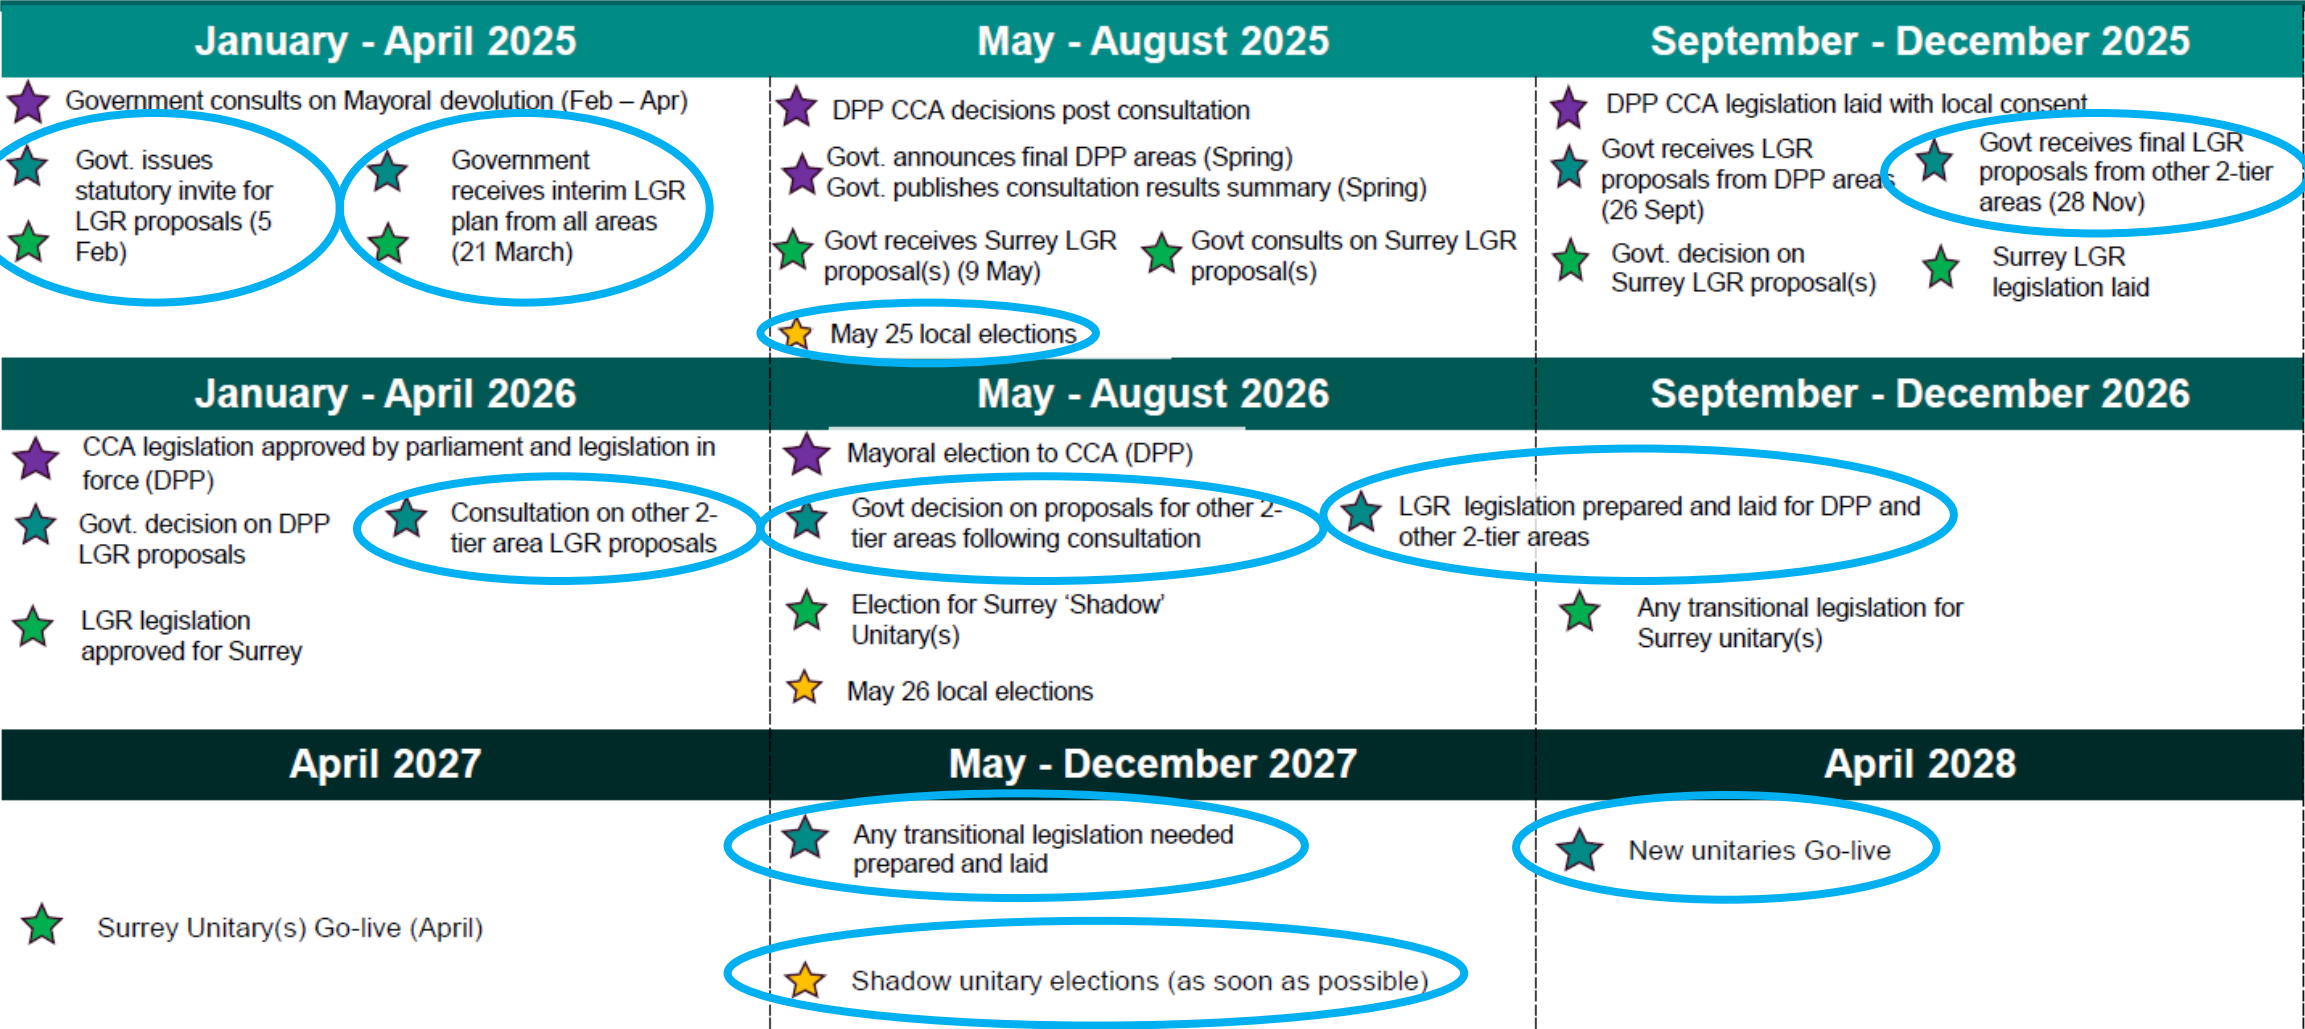 January - April 2025
May - August 2025
September - December 2025
Government consults on Mayoral devolution (Feb – Apr)
Govt. issues
statutory invite for
LGR proposals (5
Feb)
Government
receives interim LGR
plan from all areas
(21 March)
DPP CCA decisions post consultation
Govt. announces final DPP areas (Spring)
Govt. publishes consultation results summary (Spring)
Govt receives Surrey LGR
proposal(s) (9 May)
Govt consults on Surrey LGR
proposal(s)
May 25 local elections
DPP CCA legislation laid with local consent
Govt receives LGR
proposals from DPP areas
(26 Sept)
Govt receives final LGR
proposals from other 2-tier
areas (28 Nov)
Govt. decision on
Surrey LGR proposal(s)
Surrey LGR
legislation laid
January - April 2026
May - August 2026
September - December 2026
CCA legislation approved by parliament and legislation in
force (DPP)
Govt. decision on DPP
LGR proposals
Consultation on other 2-
tier area LGR proposals
LGR legislation
approved for Surrey
Mayoral election to CCA (DPP)
Govt decision on proposals for other 2-
tier areas following consultation
Election for Surrey ‘Shadow’
Unitary(s)
May 26 local elections
LGR legislation prepared and laid for DPP and
other 2-tier areas
Any transitional legislation for
Surrey unitary(s)
April 2027
May - December 2027
April 2028
Surrey Unitary(s) Go-live (April)
Any transitional legislation needed
prepared and laid
Shadow unitary elections (as soon as possible)
New unitaries Go-live